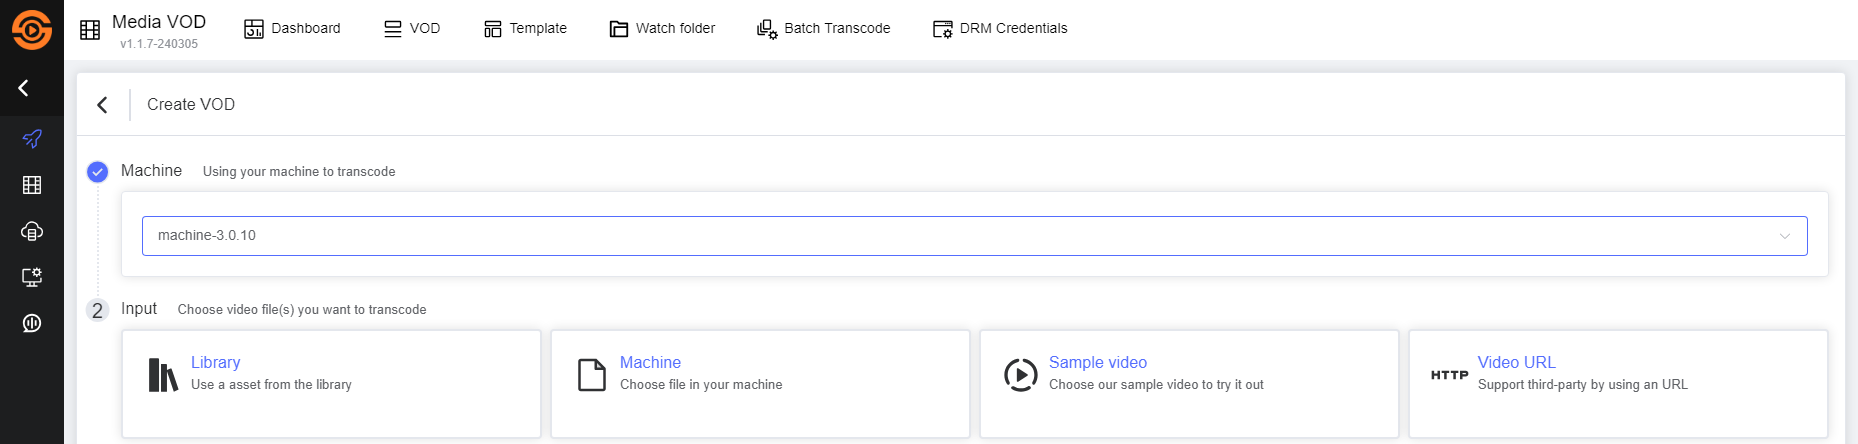 Media VOD
v1.1.7-240305
Dashboard
VOD
Template
Watch folder
Batch Transcode
DRM Credentials
Create VOD
Machine Using your machine to transcode
machine-3.0.10
2 Input Choose video file(s) you want to transcode
Library
Use a asset from the library
Machine
Choose file in your machine
Sample video
Choose our sample video to try it out
HTTP
Video URL
Support third-party by using an URL